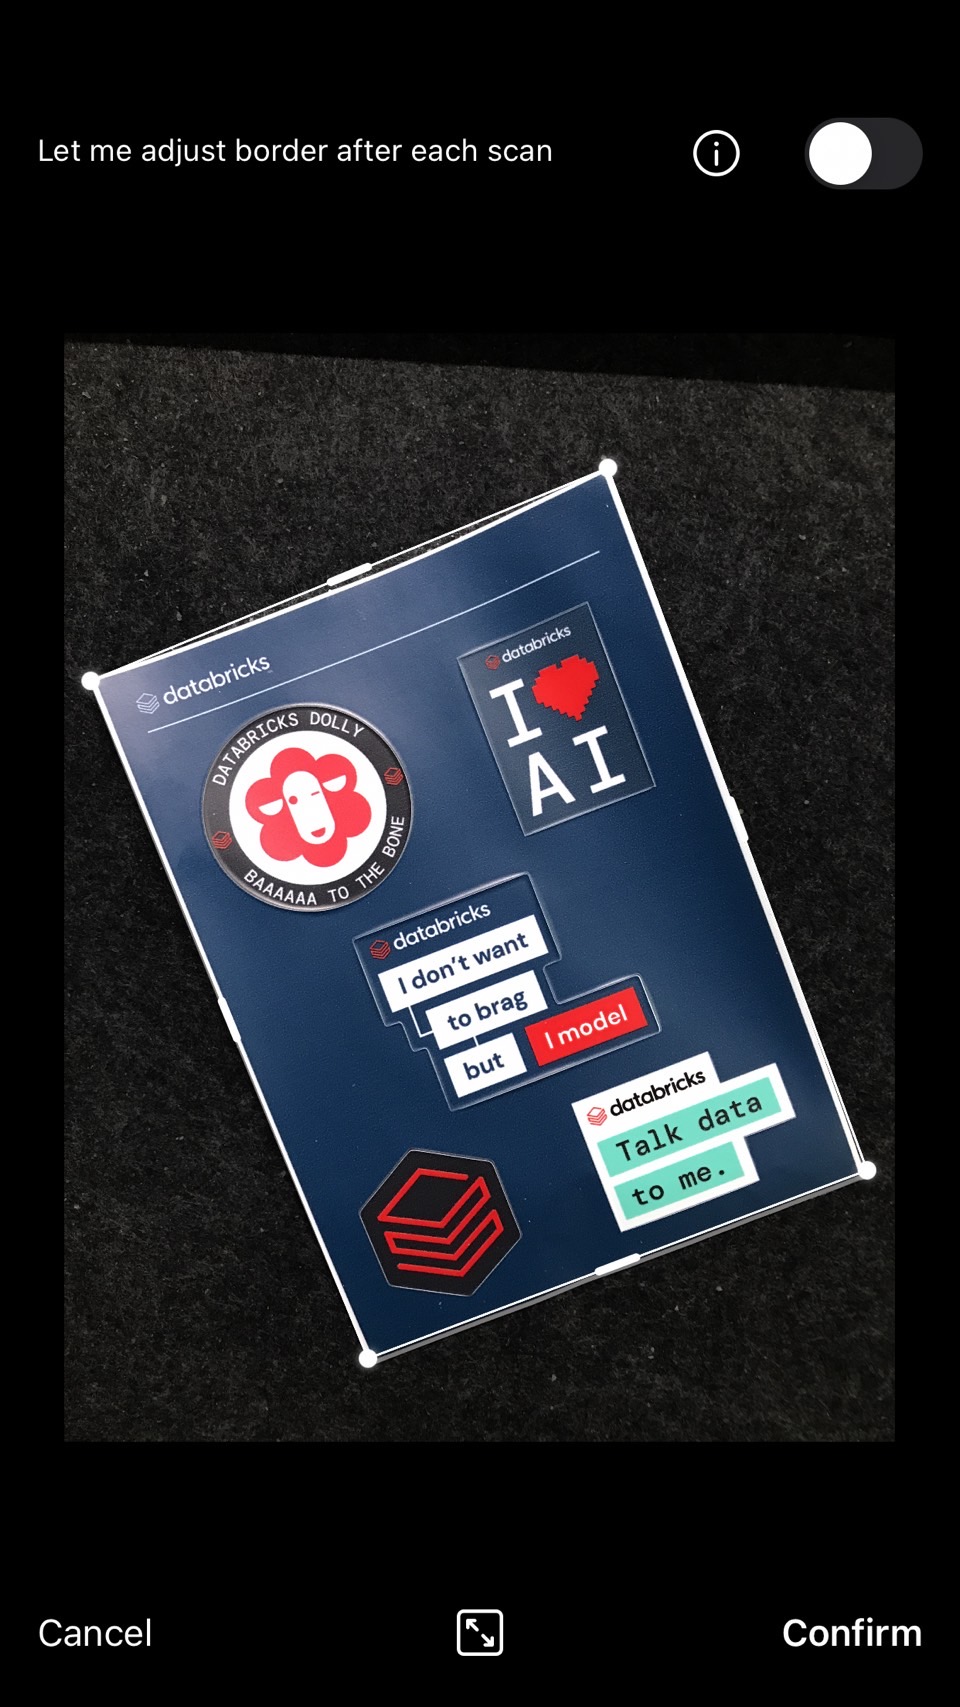 Let me adjust border after each scan
databricks
DATABRICKS DOLLY
BAAAAAA TO THE BONE
databricks
I
AI
databricks
I don't want
to brag
but
I model
databricks
Talk data
to me.
Cancel
Confirm